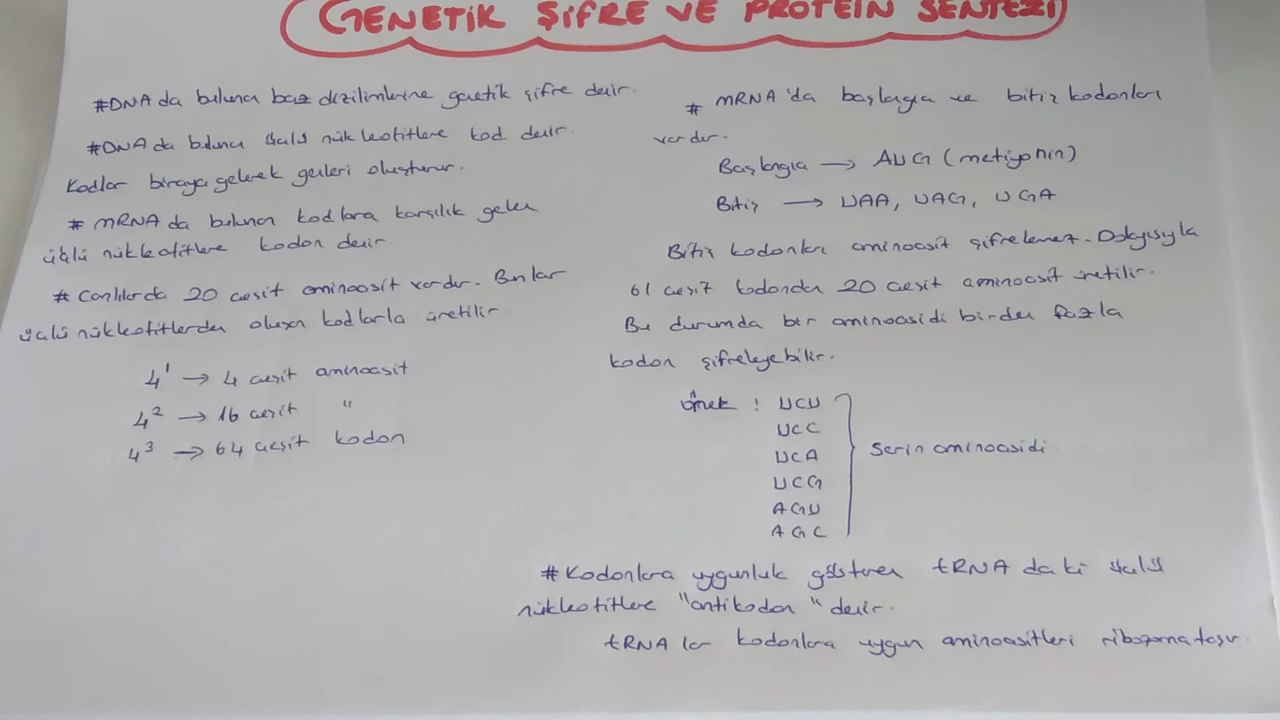 GENETİK ŞİFRE VE PROTEİN SENTEZİ
#DNA da bulunan baz dizilimlerine genetik şifre denir.
#DNA da bulunan üçlü nükleotitlere kod denir.
Kodlar biraraya gelerek genleri oluşturur.
# mRNA da bulunan kodlara karşılık gelen
üçlü nükleotitlere kodon denir.
# Canlılarda 20 çeşit aminoasit vardır. Bunlar
üçlü nükleotitlerden oluşan kodlarla üretilir.
4¹ → 4 çeşit aminoasit
4² → 16 çeşit "
4³ → 64 çeşit kodon
# mRNA'da başlangıç ve bitiş kodonları
vardır.
Başlangıç → AUG (metiyonin)
Bitiş → UAA, UAG, UGA
Bitiş kodonları aminoasit şifrelemez. Dolayısıyla
61 çeşit kodondan 20 çeşit aminoasit üretilir.
Bu durumda bir aminoasidi birden fazla
kodon şifreleyebilir.
Örnek : UCU
UCC
UCA
UCG
AGU
AGC
Serin aminoasidi
#Kodonlara uygunluk gösteren tRNA daki üçlü
nükleotitlere "antikodon" denir.
tRNA lar kodonlara uygun aminoasitleri ribozoma taşır.